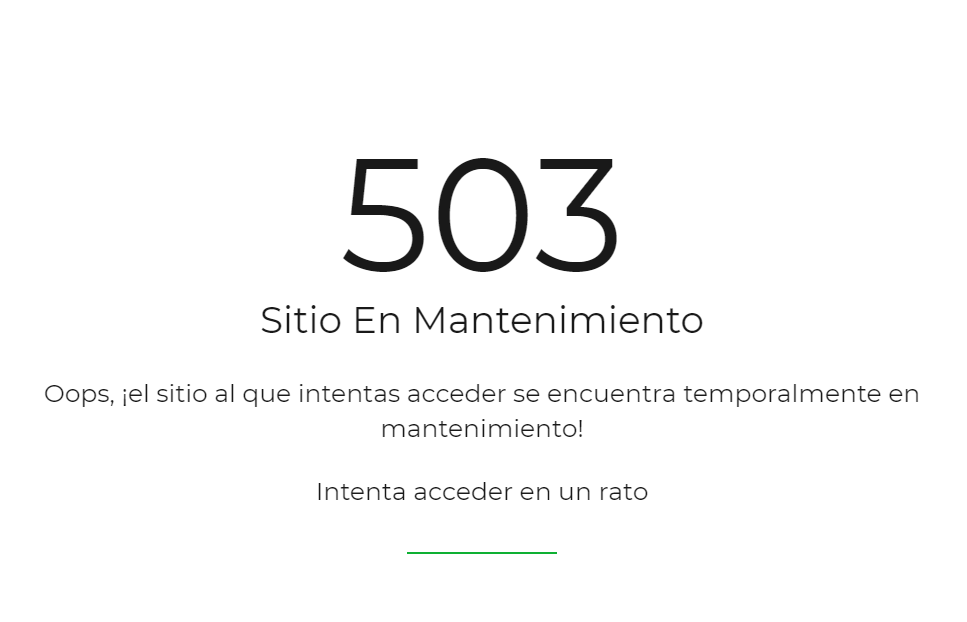 503
Sitio En Mantenimiento
Oops, ¡el sitio al que intentas acceder se encuentra temporalmente en
mantenimiento!
Intenta acceder en un rato